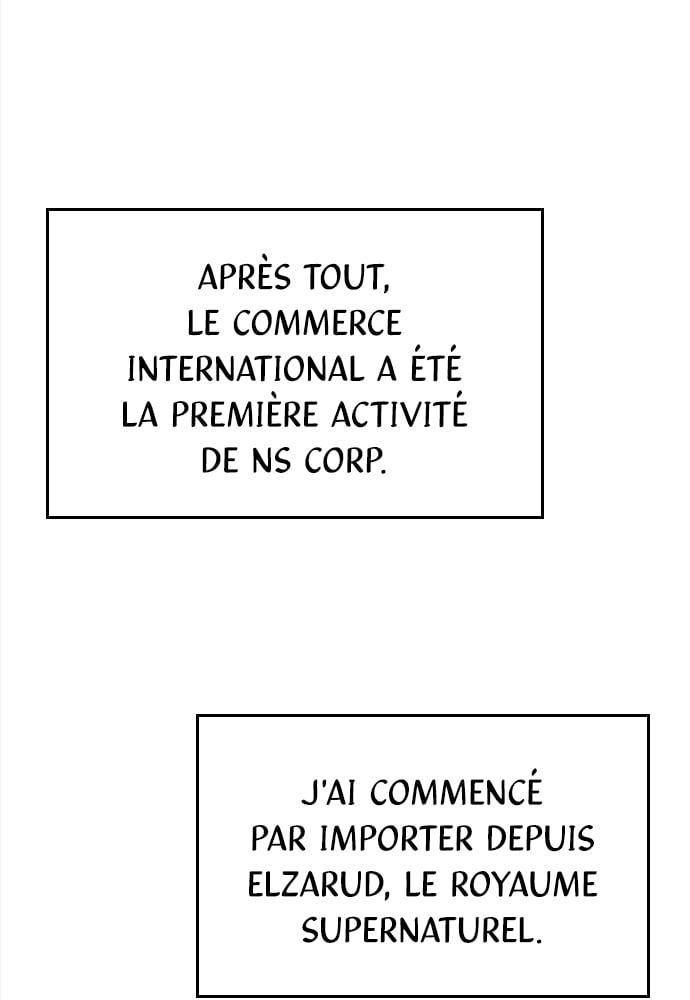 APRÈS TOUT,
LE COMMERCE
INTERNATIONAL A ÉTÉ
LA PREMIÈRE ACTIVITÉ
DE NS CORP.
J'AI COMMENCÉ
PAR IMPORTER DEPUIS
ELZARUD, LE ROYAUME
SUPERNATUREL.